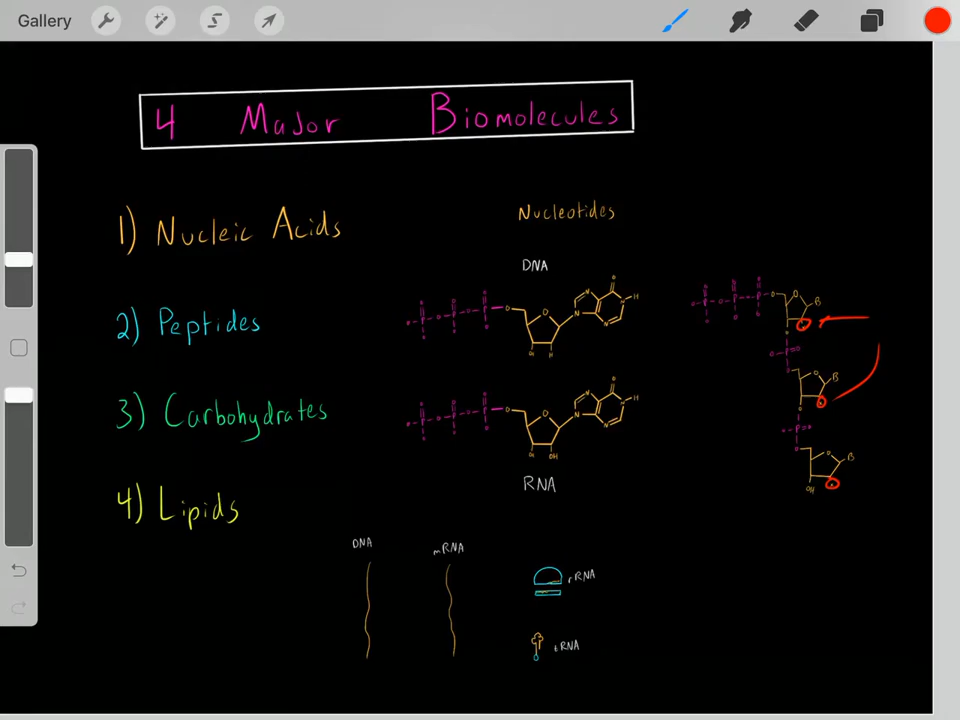 Gallery
4 Major Biomolecules
1) Nucleic Acids
2) Peptides
3) Carbohydrates
4) Lipids
Nucleotides
DNA
RNA
DNA
mRNA
rRNA
tRNA
B
B
B
OH